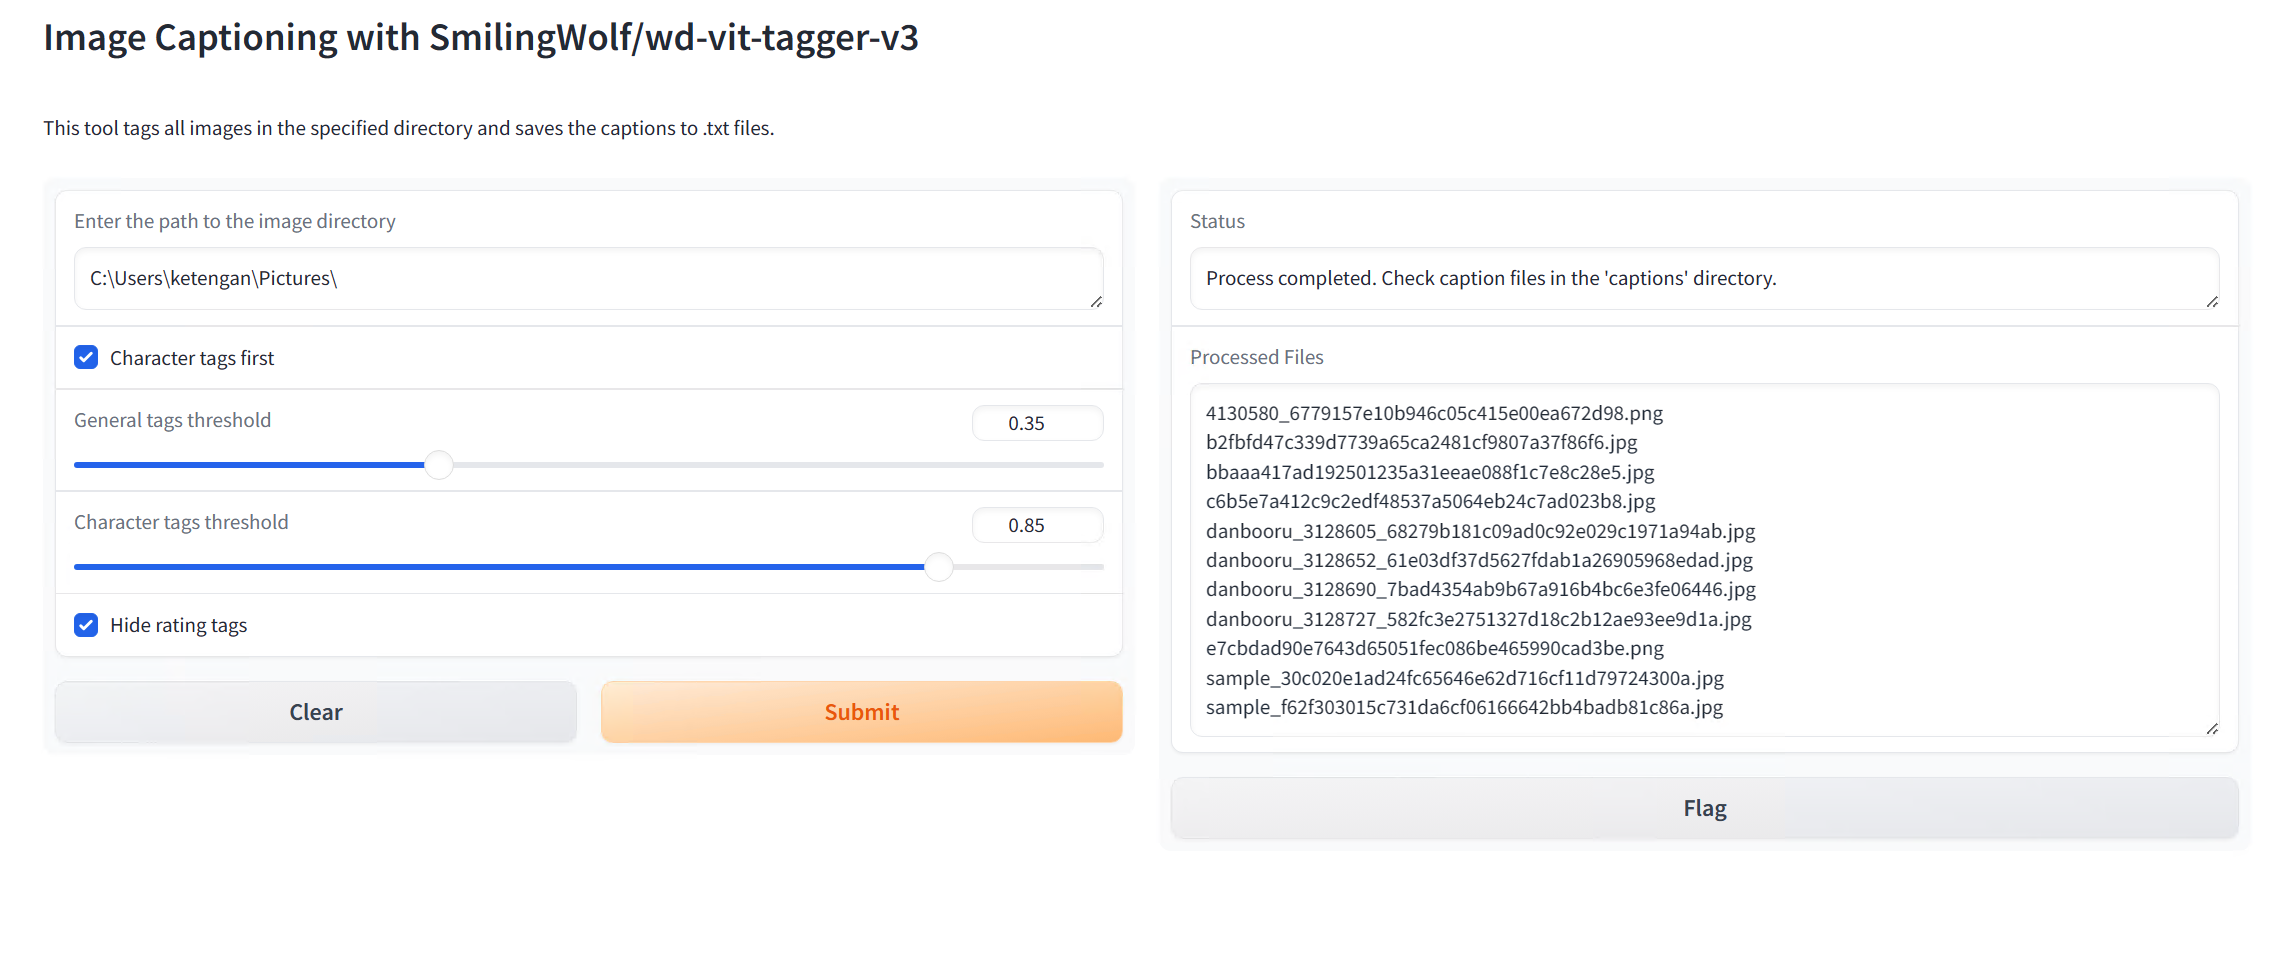 Image Captioning with SmilingWolf/wd-vit-tagger-v3
This tool tags all images in the specified directory and saves the captions to .txt files.
Enter the path to the image directory
C:\Users\ketengan\Pictures\
Character tags first
General tags threshold
0.35
Character tags threshold
0.85
Hide rating tags
Clear
Submit
Status
Process completed. Check caption files in the 'captions' directory.
Processed Files
4130580_6779157e10b946c05c415e00ea672d98.png
b2fbfd47c339d7739a65ca2481cf9807a37f86f6.jpg
bbaaa417ad192501235a31eeae088f1c7e8c28e5.jpg
c6b5e7a412c9c2edf48537a5064eb24c7ad023b8.jpg
danbooru_3128605_68279b181c09ad0c92e029c1971a94ab.jpg
danbooru_3128652_61e03df37d5627fdab1a26905968edad.jpg
danbooru_3128690_7bad4354ab9b67a916b4bc6e3fe06446.jpg
danbooru_3128727_582fc3e2751327d18c2b12ae93ee9d1a.jpg
e7cbdad90e7643d65051fec086be465990cad3be.png
sample_30c020e1ad24fc65646e62d716cf11d79724300a.jpg
sample_f62f303015c731da6cf06166642bb4badb81c86a.jpg
Flag